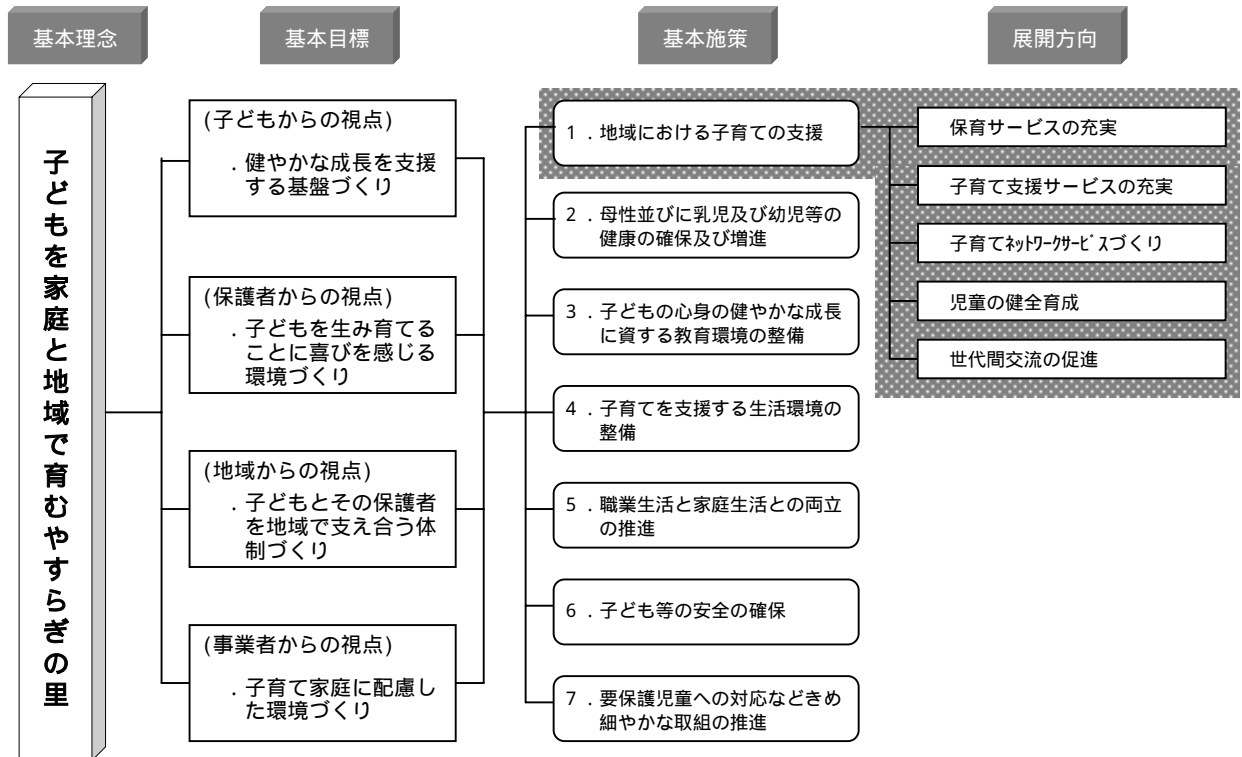 基本理念
基本目標
基本施策
展開方向
子どもを家庭と地域で育むやすらぎの里
(子どもからの視点)
．健やかな成長を支援
する基盤づくり
(保護者からの視点)
．子どもを生み育てる
ことに喜びを感じる
環境づくり
(地域からの視点)
．子どもとその保護者
を地域で支え合う体
制づくり
(事業者からの視点)
．子育て家庭に配慮し
た環境づくり
1．地域における子育ての支援
2．母性並びに乳児及び幼児等の
健康の確保及び増進
3．子どもの心身の健やかな成長
に資する教育環境の整備
4．子育てを支援する生活環境の
整備
5．職業生活と家庭生活との両立
の推進
6．子ども等の安全の確保
7．要保護児童への対応などきめ
細やかな取組の推進
保育サービスの充実
子育て支援サービスの充実
子育てﾈｯﾄﾜｰｸｻｰﾋﾞｽづくり
児童の健全育成
世代間交流の促進